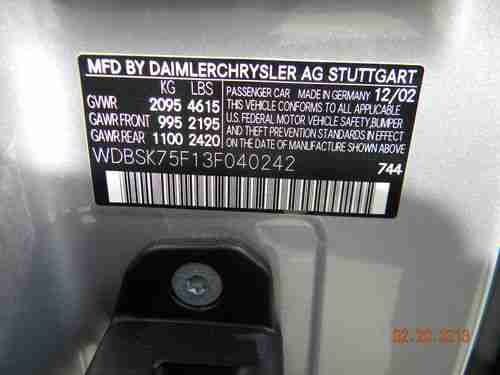 MFD BY DAIMLERCHRYSLER AG STUTTGART
KG LBS
GVWR 2095 4615
GAWR FRONT 995 2195
GAWR.REAR 1100 2420
PASSENGER CAR MADE IN GERMANY 12/02
THIS VEHICLE CONFORMS TO ALL APPLICABLE
U.S.FEDERAL MOTOR VEHICLE SAFETY,BUMPER,
AND THEFT PREVENTION STANDARDS IN EFFECT
ON THE DATE OF MANUFACTURE SHOWN ABOVE.
WDBSK75F13F040242 744